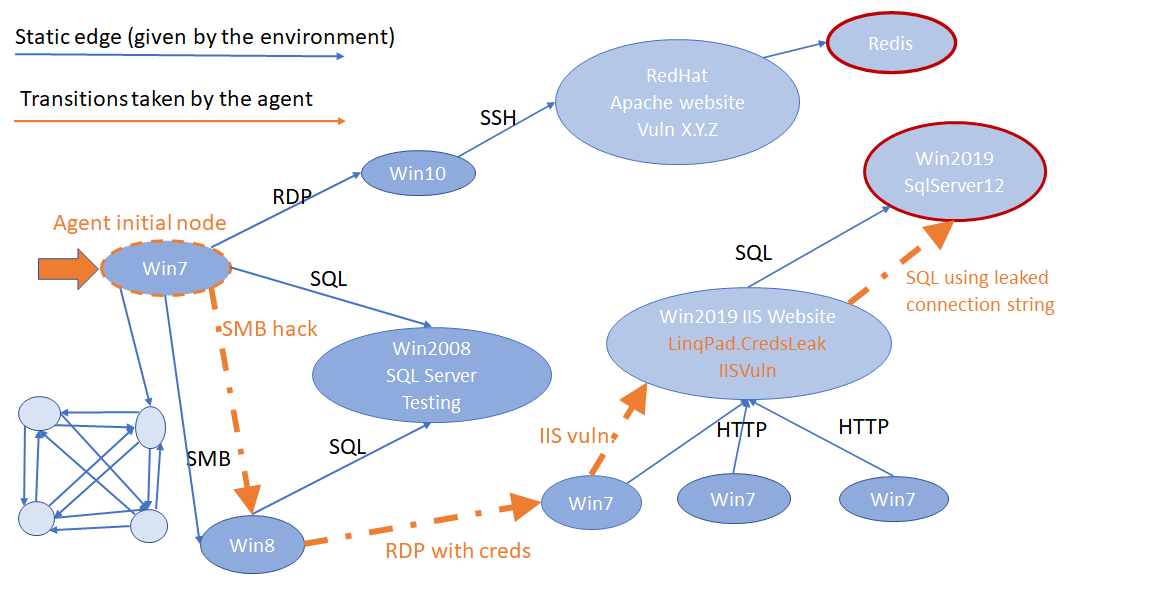 Static edge (given by the environment)
Transitions taken by the agent
Redis
RedHat
Apache website
Vuln X.Y.Z
SSH
Win10
RDP
Win2019
SqlServer12
Agent initial node
Win7
SQL
SQL
SQL using leaked
connection string
SMB hack
Win2019 IIS Website
LinqPad.CredsLeak
IISVuln
Win2008
SQL Server
Testing
IIS vuln.
HTTP
HTTP
SQL
SMB
Win7
Win7
Win7
Win8
RDP with creds